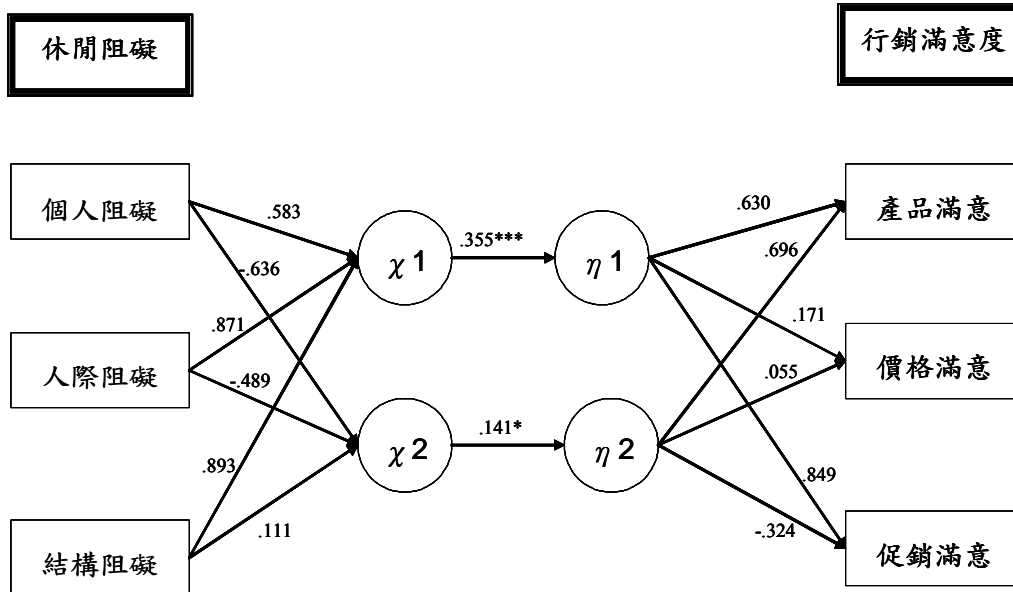 休閒阻礙
行銷滿意度
個人阻礙
.583
χ1
.355***
η1
.630
產品滿意
-.636
.696
.871
.171
人際阻礙
-.489
.055
價格滿意
χ2
.141*
η2
.893
.849
.111
-.324
結構阻礙
促銷滿意